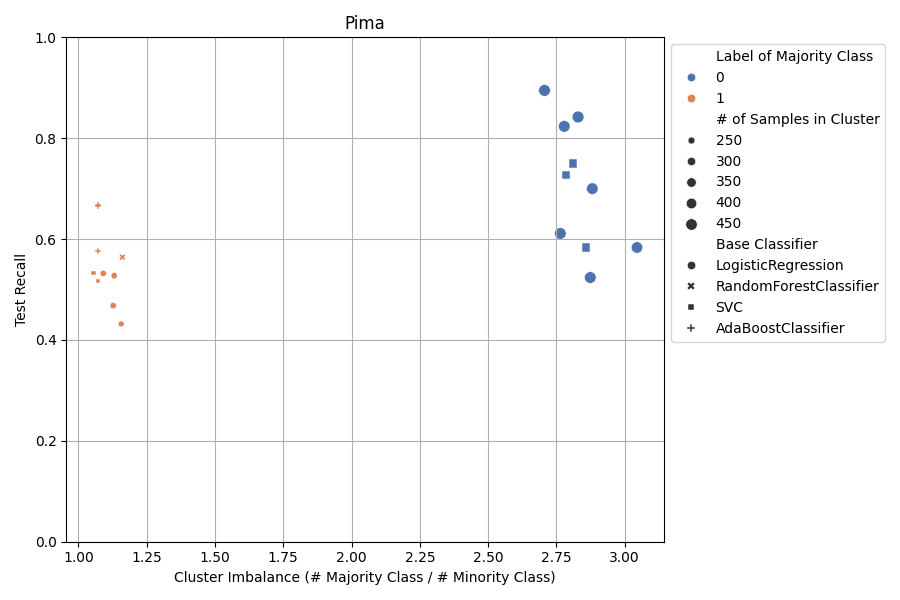 Pima
1.0
0.8
0.6
0.4
0.2
0.0
Test Recall
1.00 1.25 1.50 1.75 2.00 2.25 2.50 2.75 3.00
Cluster Imbalance (# Majority Class / # Minority Class)
Label of Majority Class
0
1
# of Samples in Cluster
250
300
350
400
450
Base Classifier
LogisticRegression
RandomForestClassifier
SVC
AdaBoostClassifier